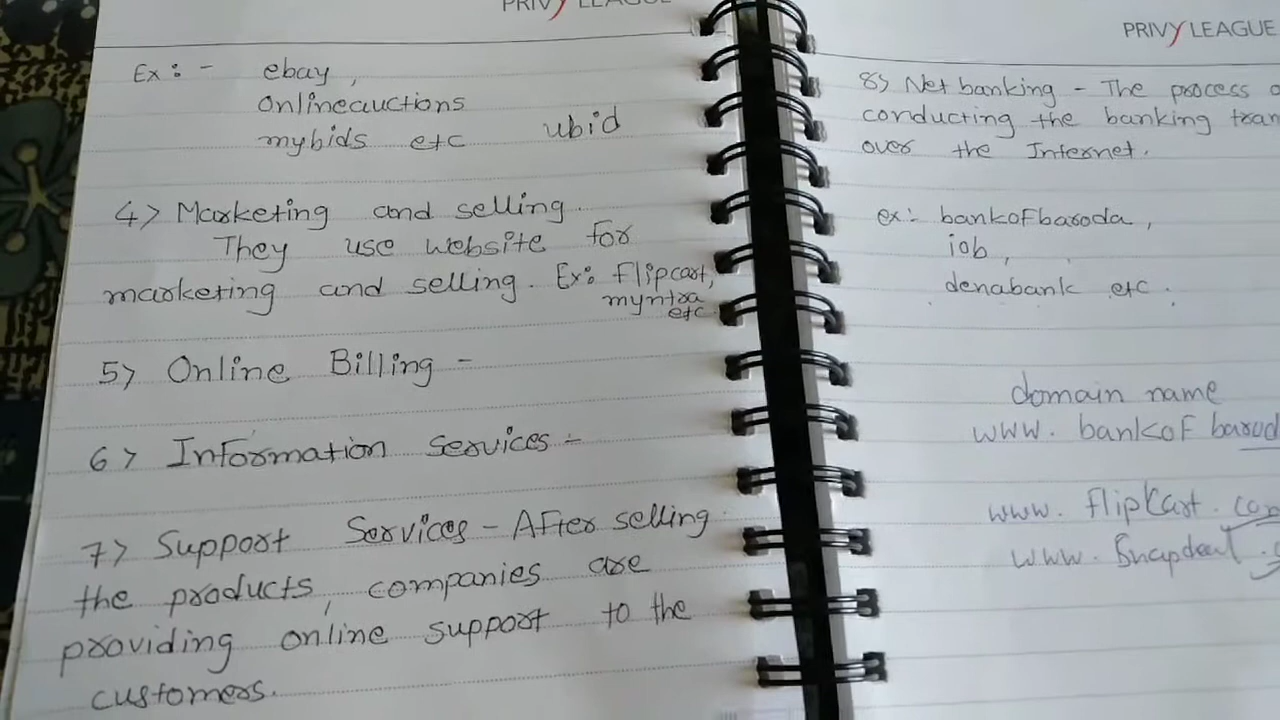 PRIVY LEAGUE
Ex:- ebay,
onlineauctions
mybids etc ubid
4> Marketing and selling.
They use website for
marketing and selling. Ex: Flipcart,
myntra
etc.
5> Online Billing -
6> Information Services -
7> Support Services - After selling
the products, companies are
providing online support to the
customers.
PRIVY LEAGUE
8> Net banking - The process
conducting the banking tran
over the Internet.
ex:- bankofbaroda,
iob,
denabank etc.
domain name
www. bankof barod
www. flipkart. com
www. Snapdeal .